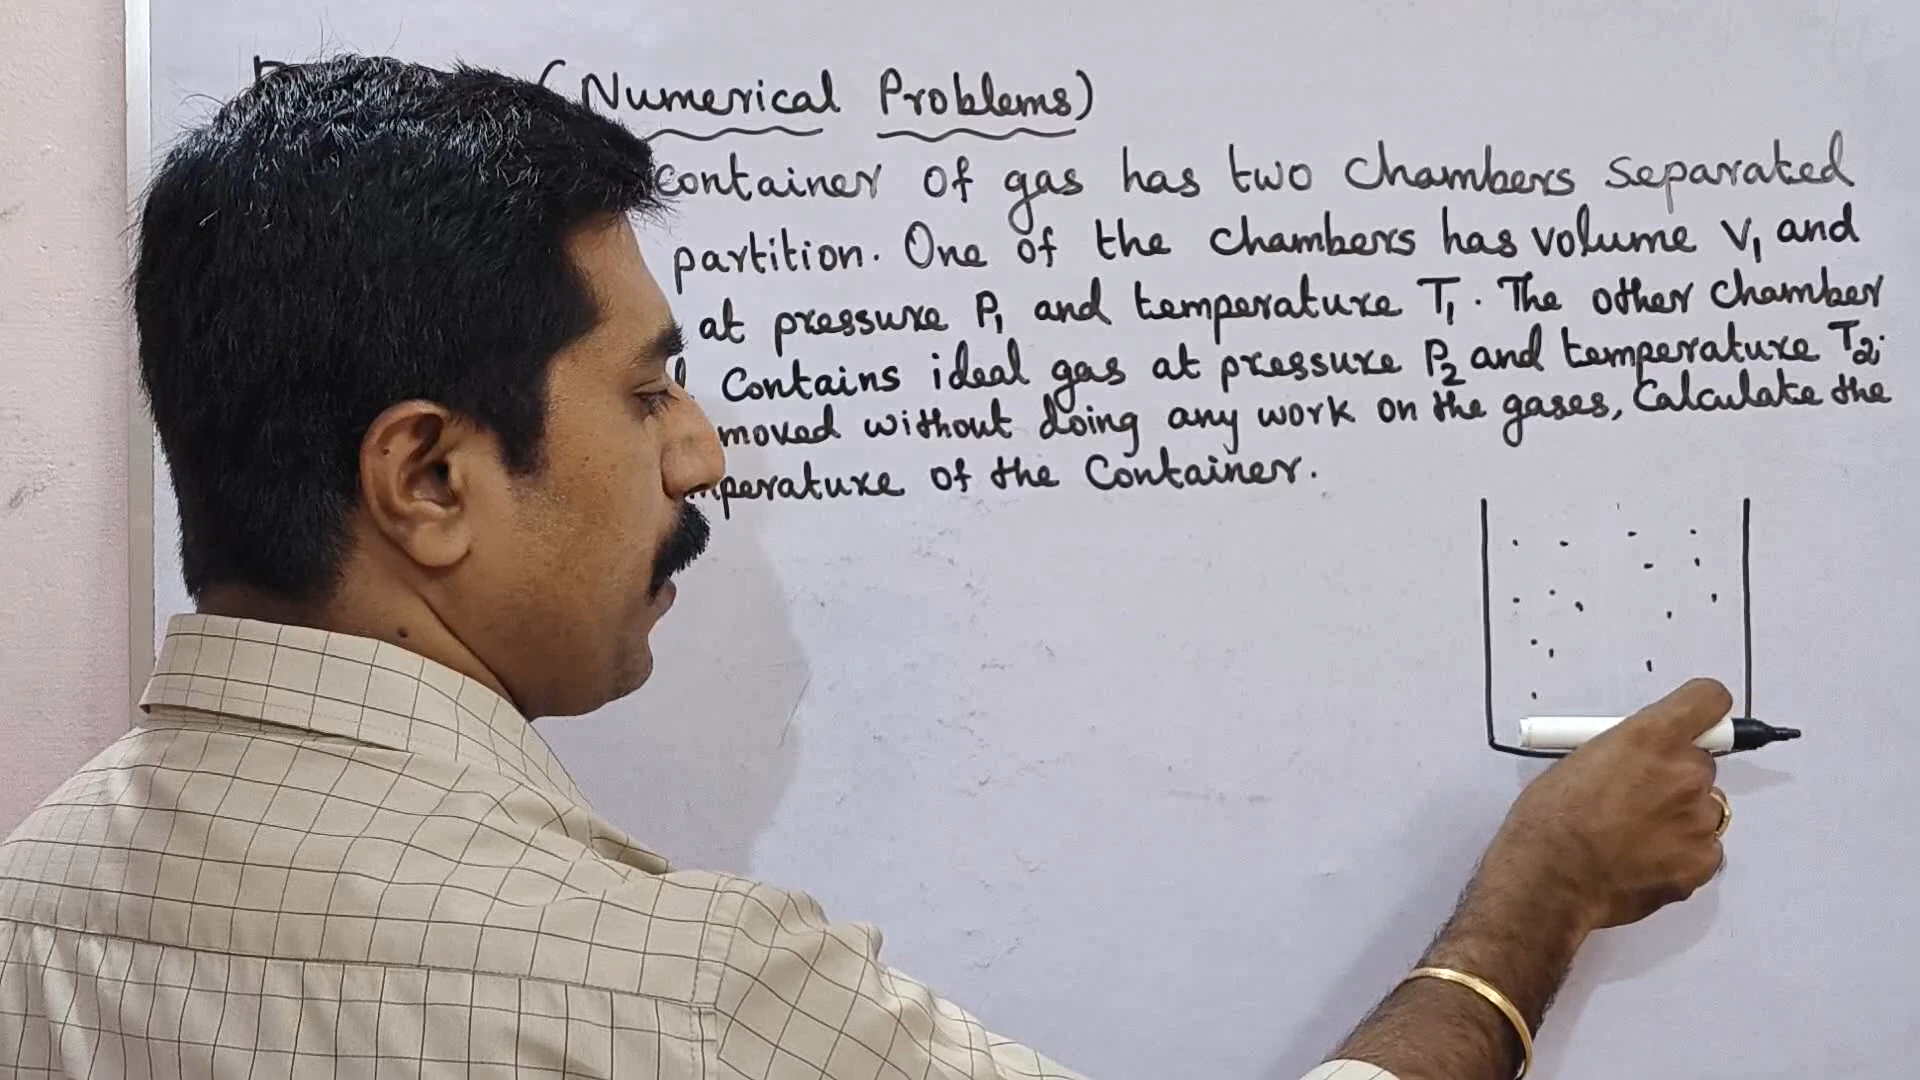 (Numerical Problems)
container of gas has two chambers separated
partition. One of the chambers has volume V₁ and
at pressure P₁ and temperature T₁. The other chamber
contains ideal gas at pressure P₂ and temperature T₂.
moved without doing any work on the gases, Calculate the
perature of the Container.